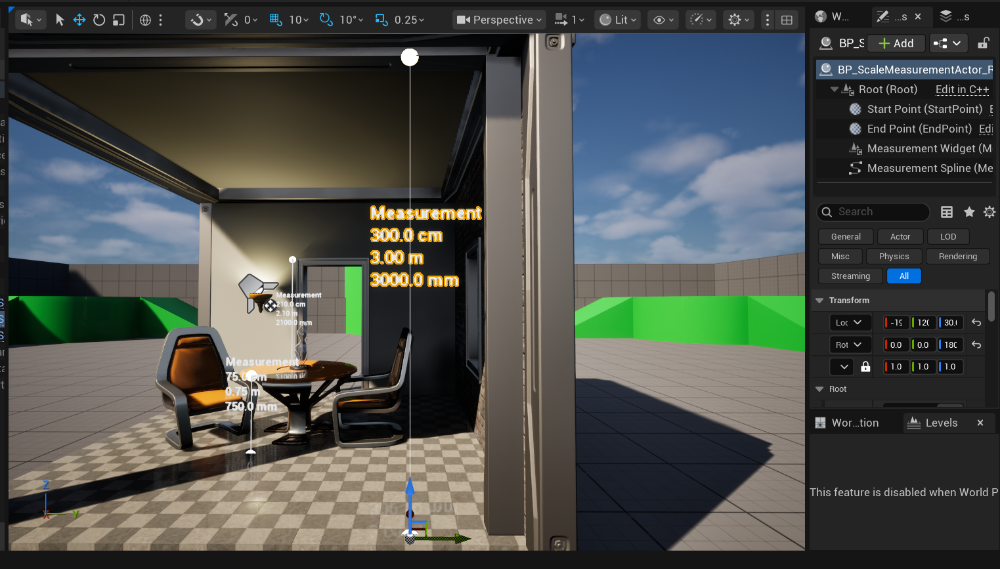 0
10
10°
0.25
Perspective
1
Lit
W...
...s
...s
BP_S
Add
BP_ScaleMeasurementActor_R
Root (Root) Edit in C++
Start Point (StartPoint)
End Point (EndPoint) Edi
Measurement Widget (M
Measurement Spline (Me
Search
General
Actor
LOD
Misc
Physics
Rendering
Streaming
All
Transform
Loc
-19
120
30.0
Rot
0.0
0.0
180
1.0
1.0
1.0
Root
Wor...tion
Levels
This feature is disabled when World P
Measurement
300.0 cm
3.00 m
3000.0 mm
Measurement
210.0 cm
2.10 m
2100.0 mm
Measurement
75.0 cm
0.75 m
750.0 mm
Z
X
Y